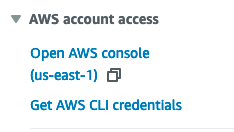 AWS account access
Open AWS console
(us-east-1)
Get AWS CLI credentials